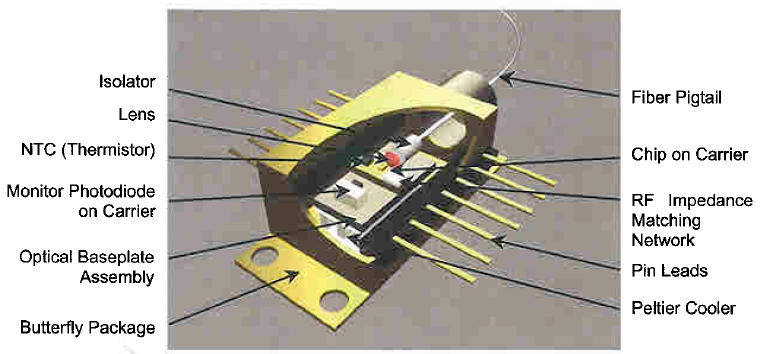 Isolator
Lens
NTC (Thermistor)
Monitor Photodiode
on Carrier
Optical Baseplate
Assembly
Butterfly Package
Fiber Pigtail
Chip on Carrier
RF Impedance
Matching
Network
Pin Leads
Peltier Cooler